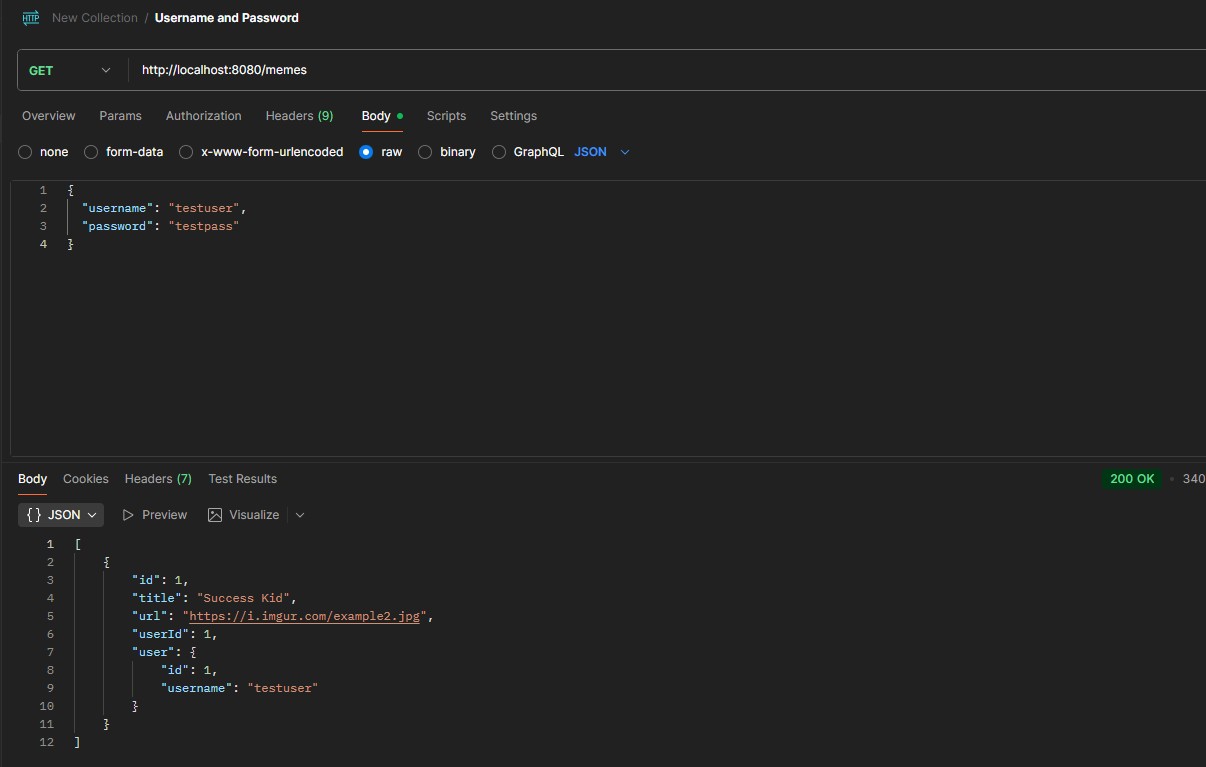 HTTP New Collection / Username and Password
GET http://localhost:8080/memes
Overview Params Authorization Headers (9) Body Scripts Settings
none form-data x-www-form-urlencoded raw binary GraphQL JSON
1 {
2 "username": "testuser",
3 "password": "testpass"
4 }
Body Cookies Headers (7) Test Results 200 OK 340
{} JSON Preview Visualize
1 [
2 {
3 "id": 1,
4 "title": "Success Kid",
5 "url": "https://i.imgur.com/example2.jpg",
6 "userId": 1,
7 "user": {
8 "id": 1,
9 "username": "testuser"
10 }
11 }
12 ]